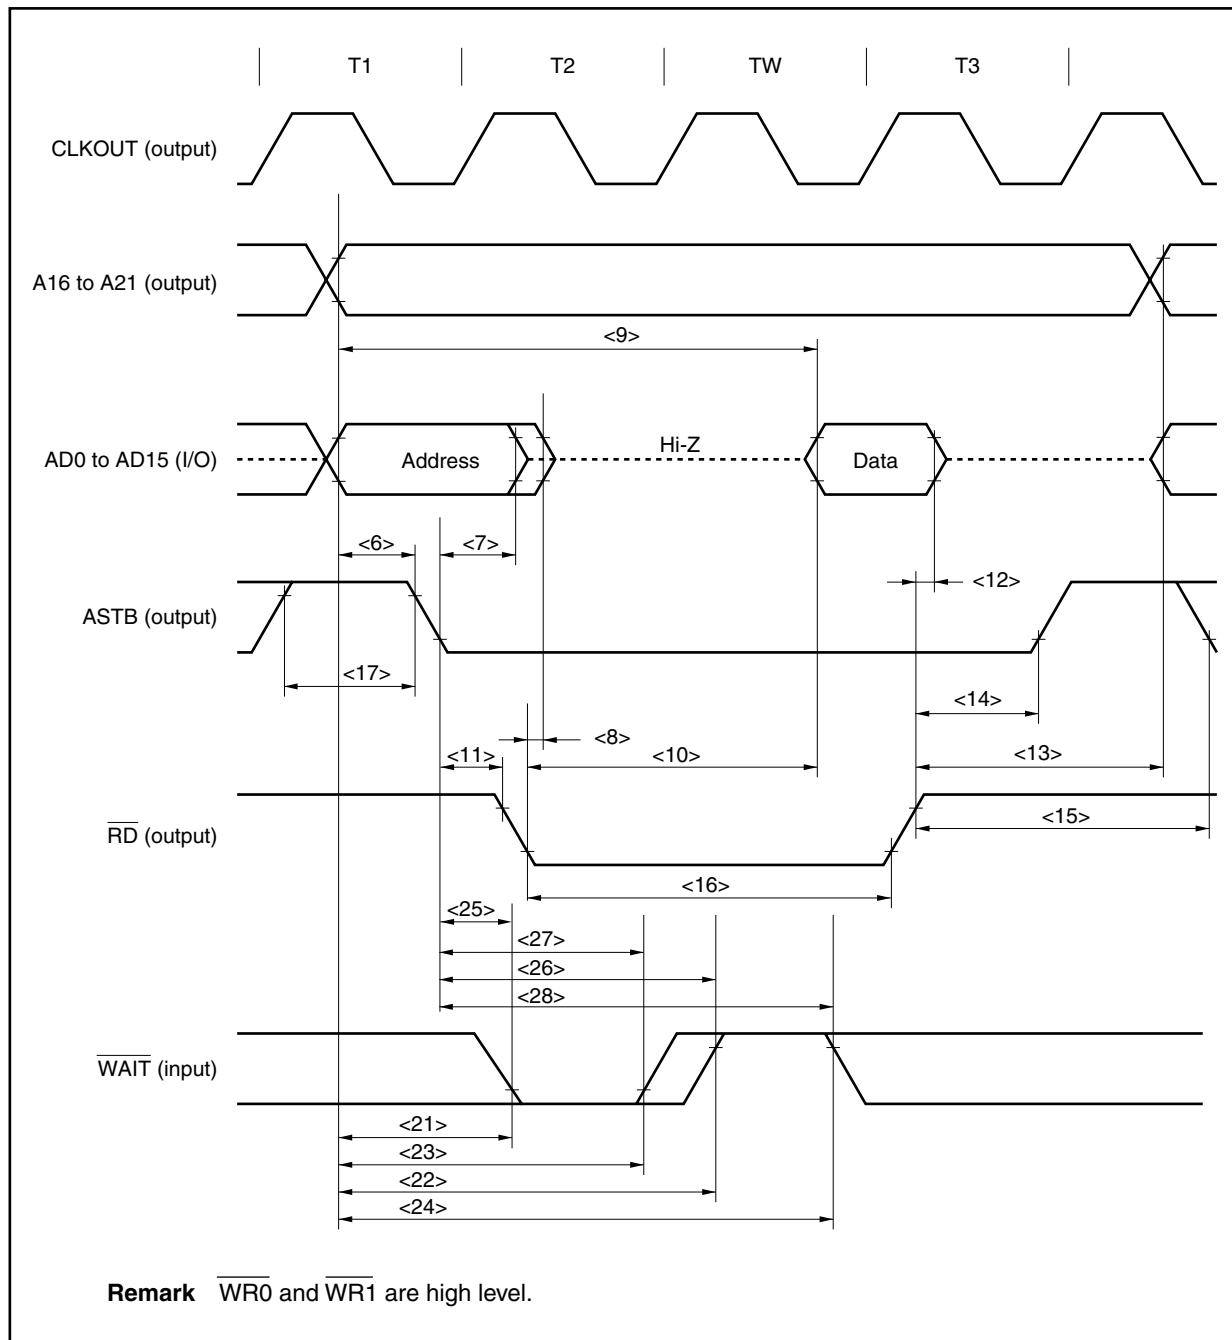 T1 T2 TW T3
CLKOUT (output)
A16 to A21 (output)
<9>
AD0 to AD15 (I/O)
Address
Hi-Z
Data
<6>
<7>
<12>
ASTB (output)
<17>
<14>
<8>
<11>
<10>
<13>
RD (output)
<15>
<16>
<25>
<27>
<26>
<28>
WAIT (input)
<21>
<23>
<22>
<24>
Remark WR0 and WR1 are high level.